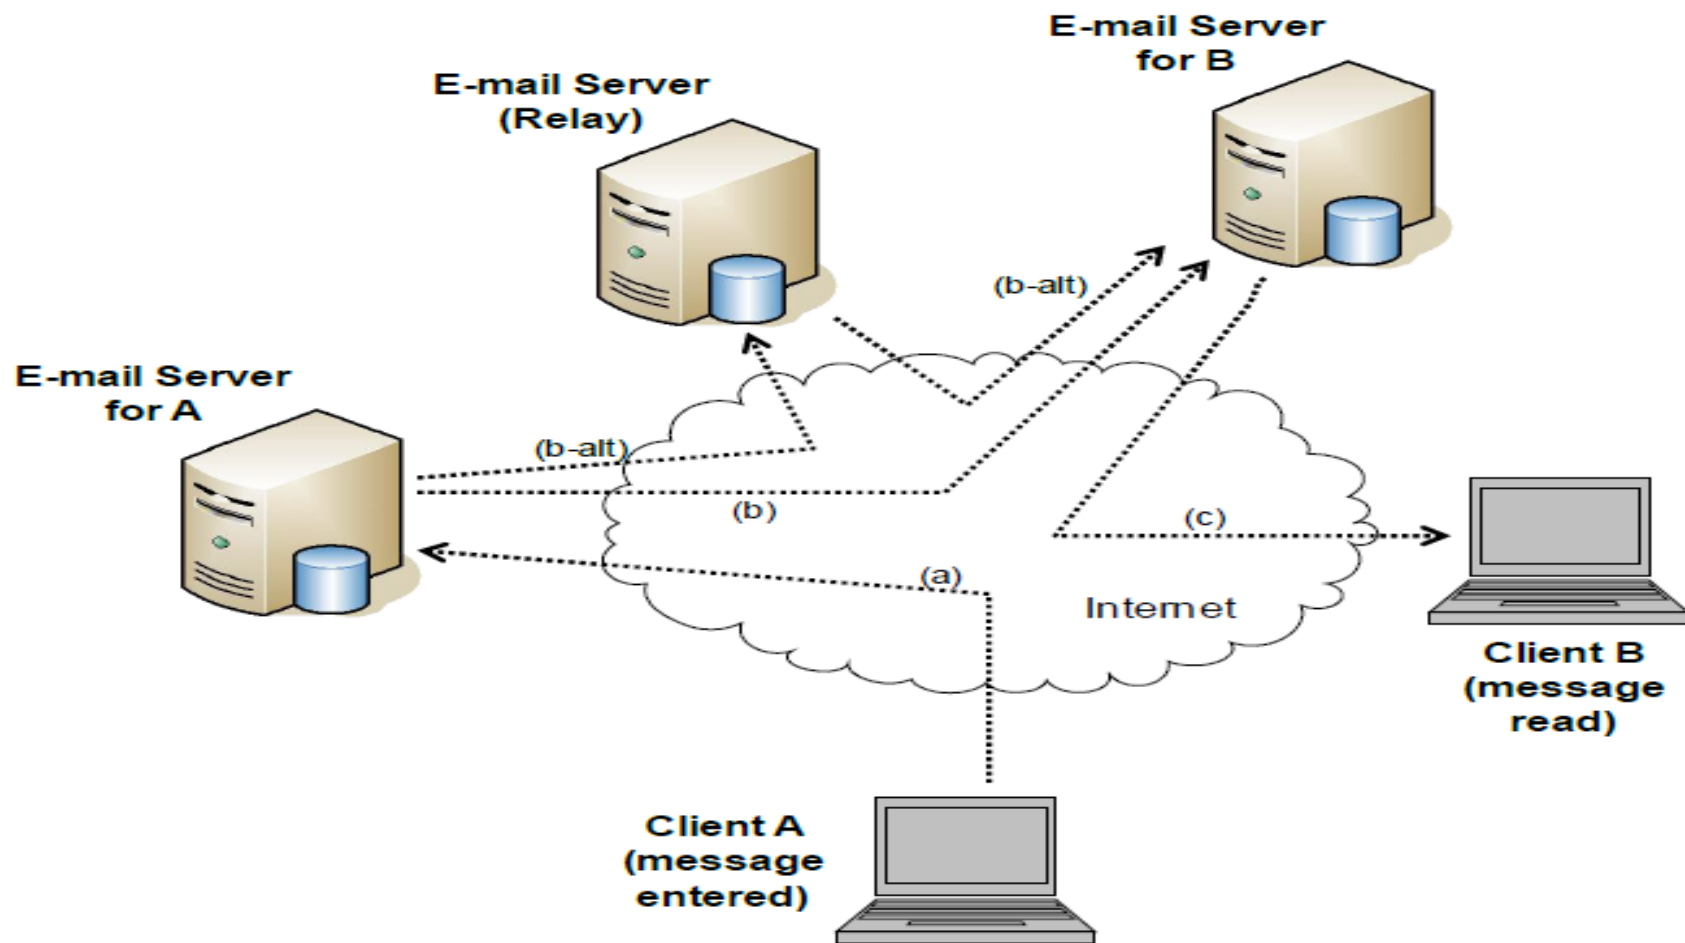 E-mail Server
for B
E-mail Server
(Relay)
(b-alt)
E-mail Server
for A
(b-alt)
(b)
(c)
(a)
Internet
Client B
(message
read)
Client A
(message
entered)